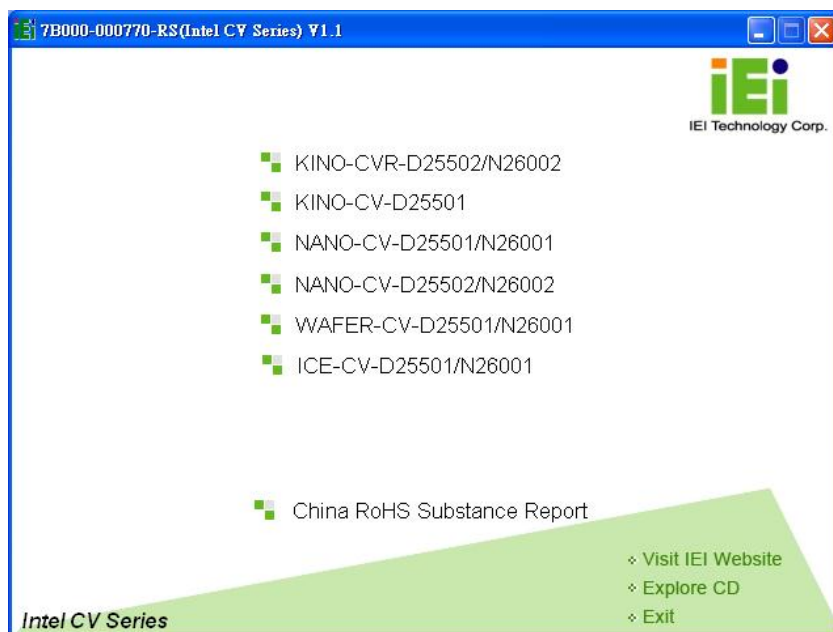 7B000-000770-RS(Intel CV Series) V1.1
iEi
IEI Technology Corp.
KINO-CVR-D25502/N26002
KINO-CV-D25501
NANO-CV-D25501/N26001
NANO-CV-D25502/N26002
WAFER-CV-D25501/N26001
ICE-CV-D25501/N26001
China RoHS Substance Report
Visit IEI Website
Explore CD
Exit
Intel CV Series